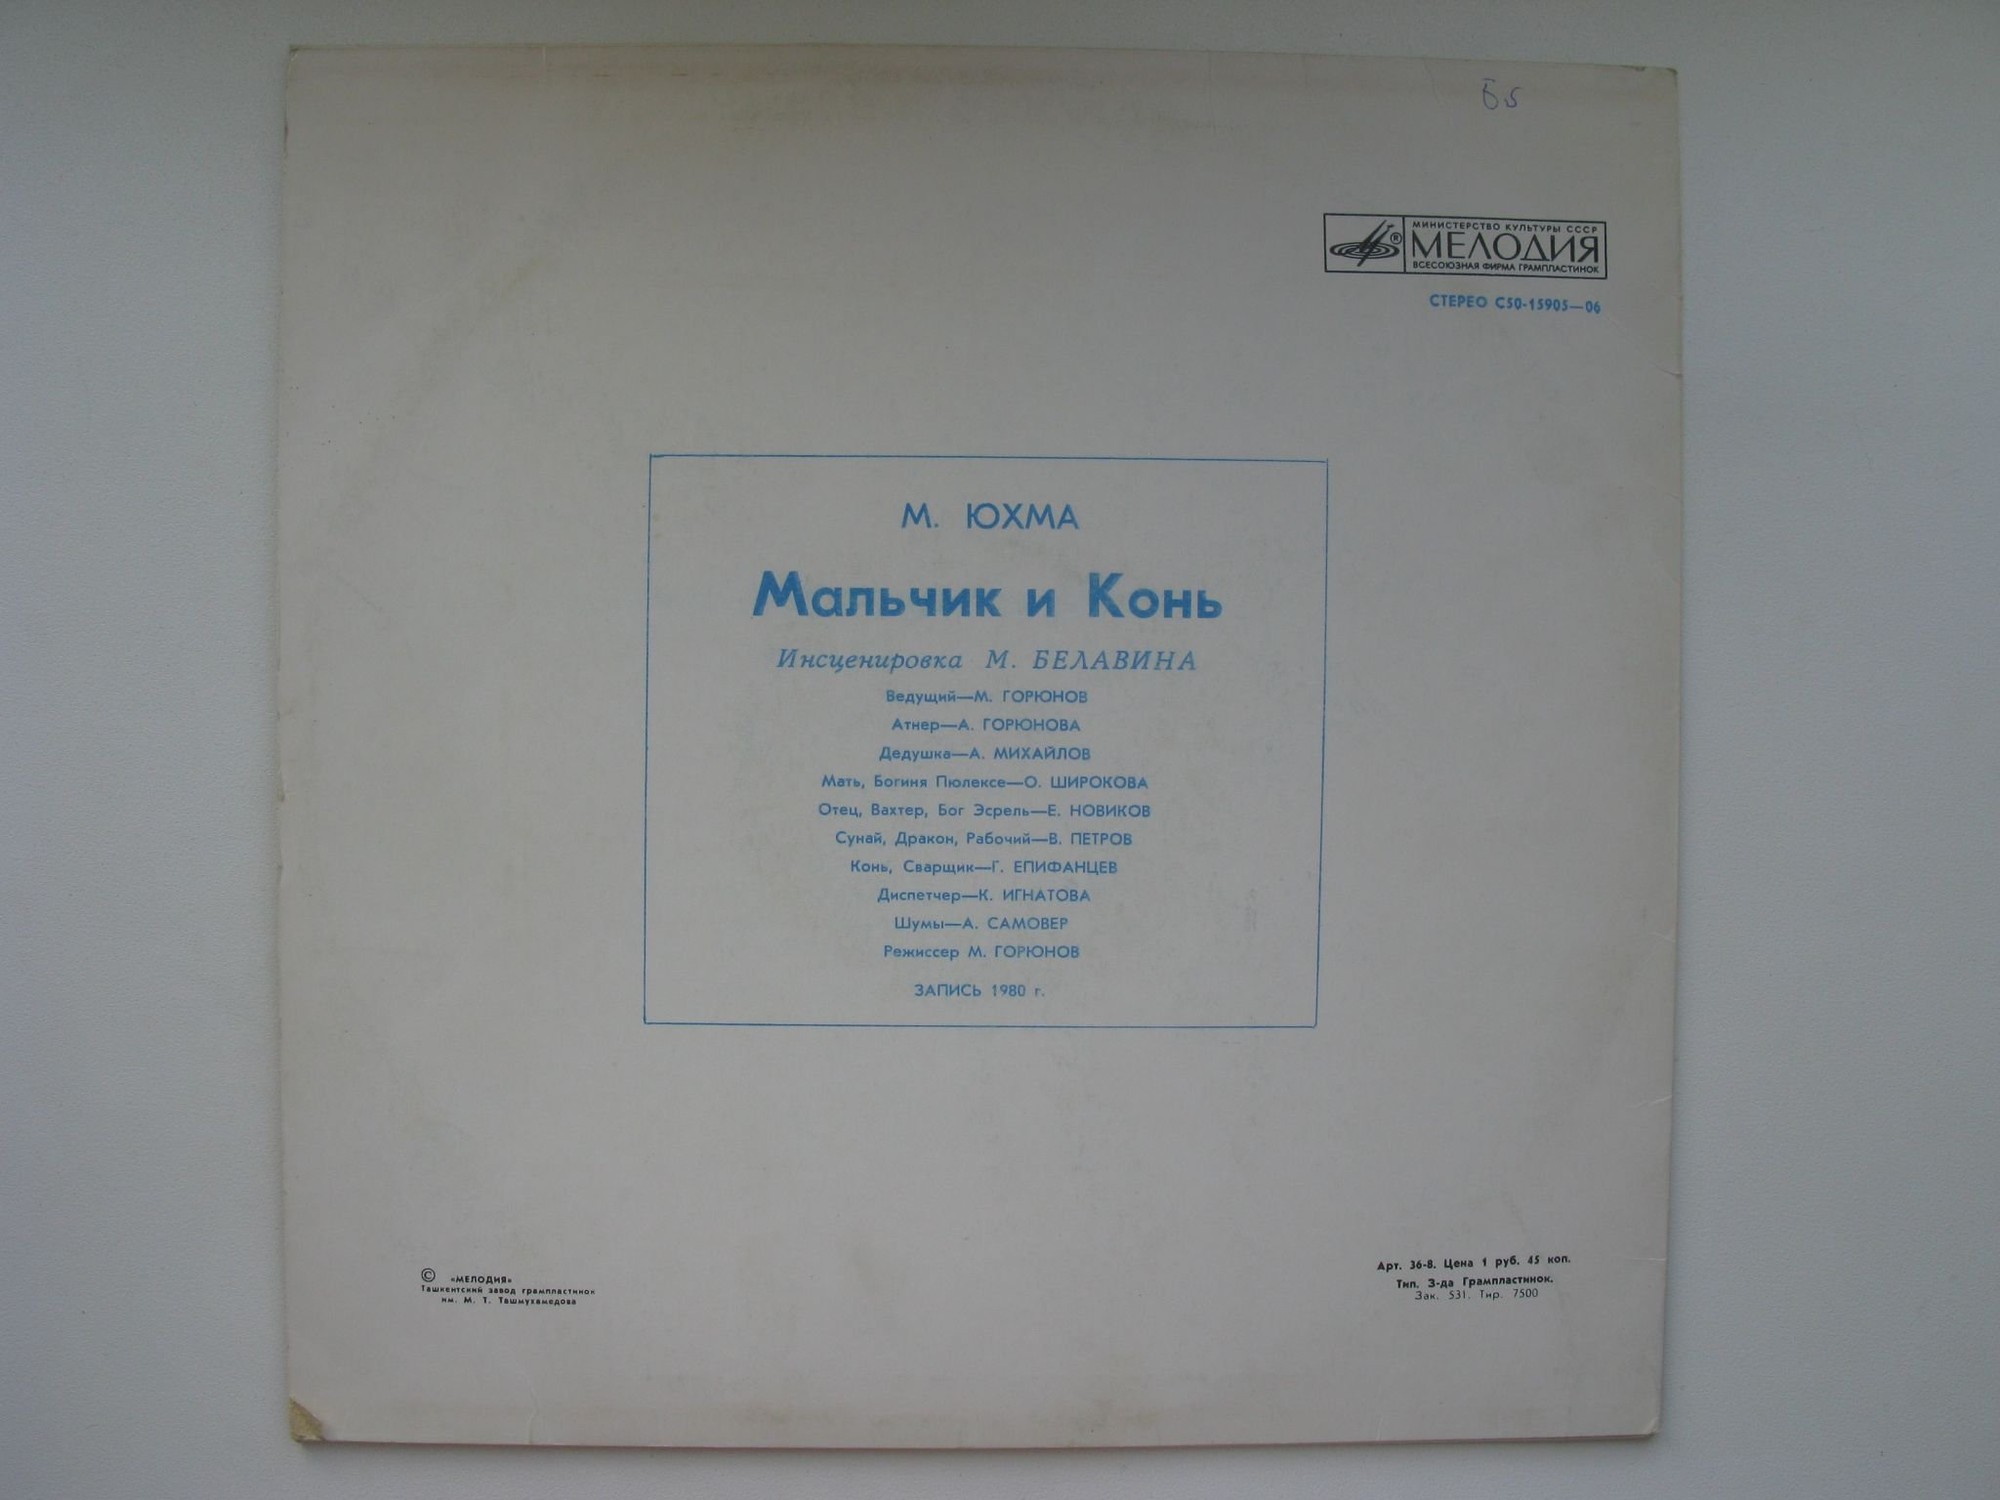 Б5
МИНИСТЕРСТВО КУЛЬТУРЫ СССР
МЕЛОДИЯ
ВСЕСОЮЗНАЯ ФИРМА ГРАМПЛАСТИНОК
СТЕРЕО С50-15905—06
М. ЮХМА
Мальчик и Конь
Инсценировка М. БЕЛАВИНА
Ведущий—М. ГОРЮНОВ
Атнер—А. ГОРЮНОВА
Дедушка—А. МИХАЙЛОВ
Мать, Богиня Пюлексе—О. ШИРОКОВА
Отец, Вахтер, Бог Эсрель—Е. НОВИКОВ
Сунай, Дракон, Рабочий—В. ПЕТРОВ
Конь, Сварщик—Г. ЕПИФАНЦЕВ
Диспетчер—К. ИГНАТОВА
Шумы—А. САМОВЕР
Режиссер М. ГОРЮНОВ
ЗАПИСЬ 1980 г.
© «МЕЛОДИЯ»
Ташкентский завод грампластинок
им. М. Т. Ташмухамедова
Арт. 36-8. Цена 1 руб. 45 коп.
Тип. З-да Грампластинок.
Зак. 531. Тир. 7500